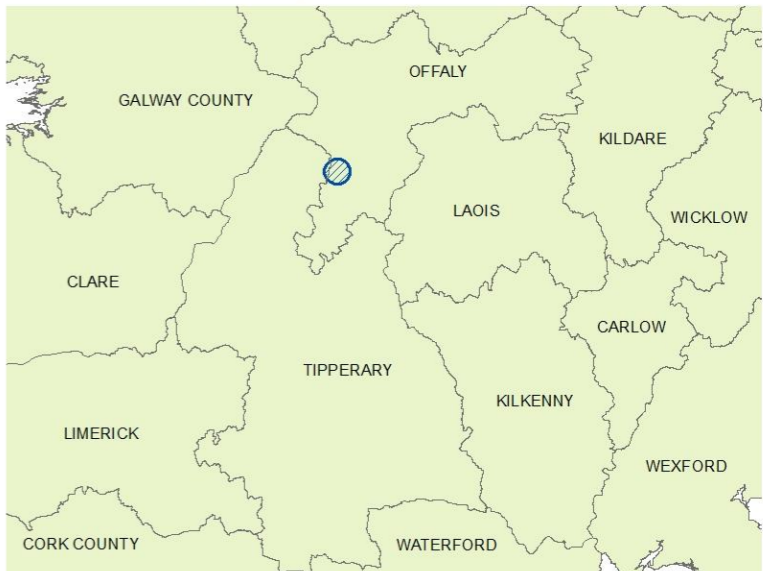 OFFALY
GALWAY COUNTY
KILDARE
LAOIS
WICKLOW
CLARE
CARLOW
TIPPERARY
KILKENNY
LIMERICK
WEXFORD
CORK COUNTY
WATERFORD